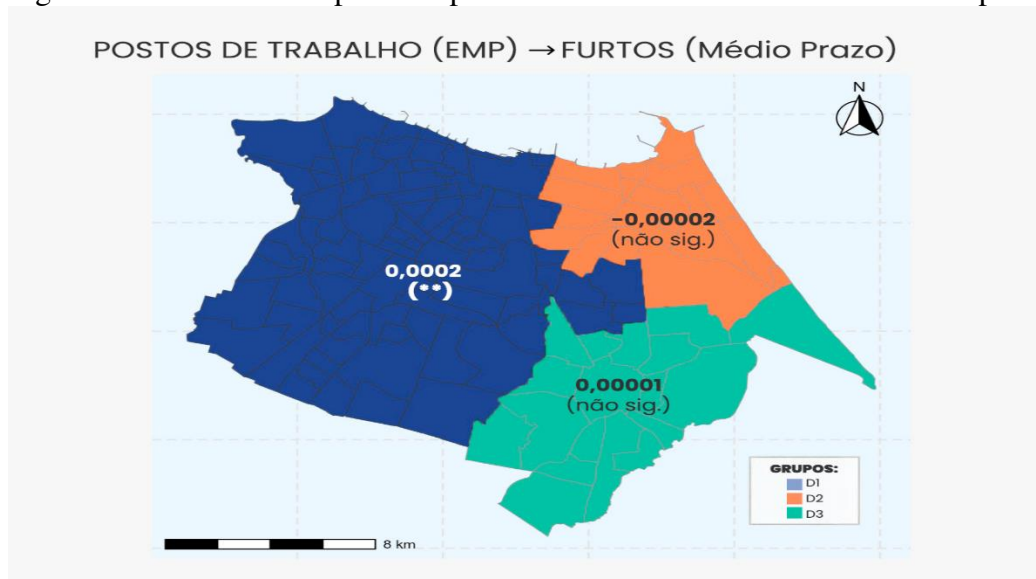 POSTOS DE TRABALHO (EMP) → FURTOS (Médio Prazo)
N
-0,00002
(não sig.)
0,0002
(**)
0,00001
(não sig.)
GRUPOS:
D1
D2
D3
8 km